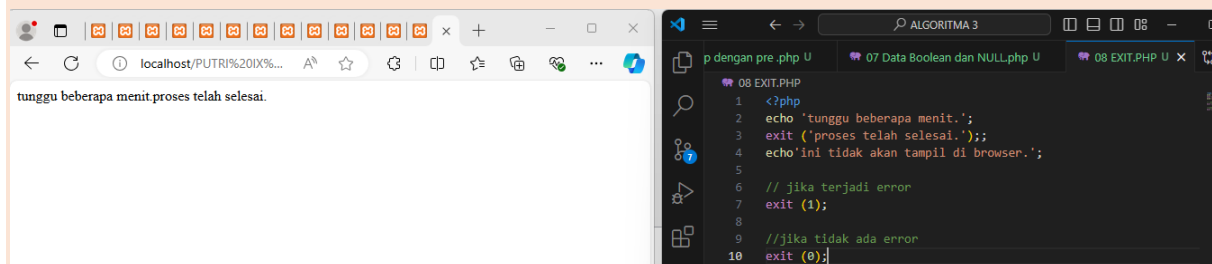 localhost/PUTRI%20IX%...
tunggu beberapa menit.proses telah selesai.
ALGORITMA 3
p dengan pre .php U
07 Data Boolean dan NULL.php U
08 EXIT.PHP U
08 EXIT.PHP
1 <?php
2 echo 'tunggu beberapa menit.';
3 exit ('proses telah selesai.');;
4 echo'ini tidak akan tampil di browser.';
5
6 // jika terjadi error
7 exit (1);
8
9 //jika tidak ada error
10 exit (0);
7